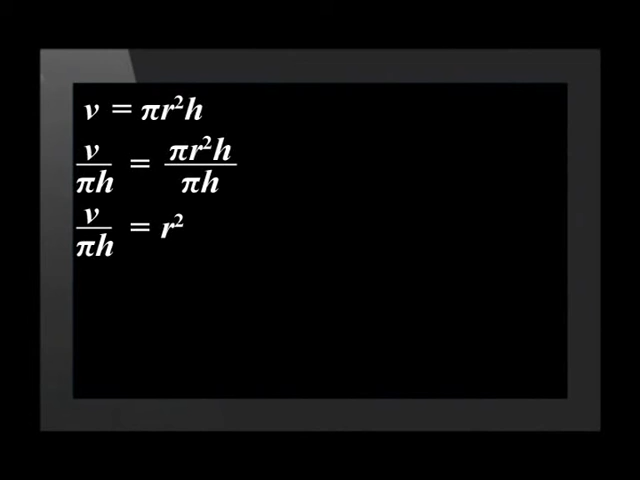 v = πr²h
v/πh = πr²h/πh
v/πh = r²